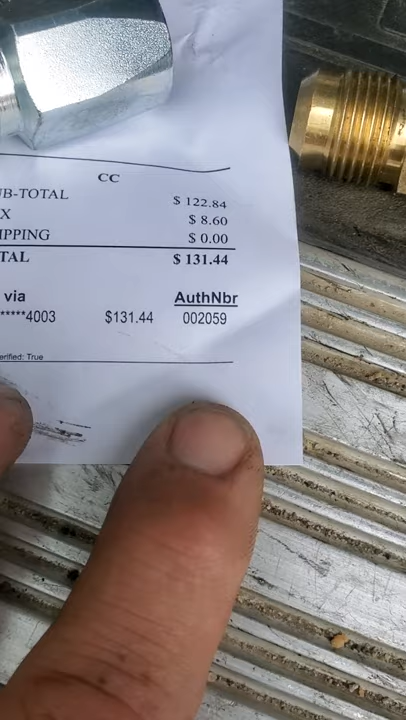 CC
UB-TOTAL $ 122.84
X $ 8.60
IPPING $ 0.00
TAL $ 131.44
via AuthNbr
*****4003 $131.44 002059
erified: True